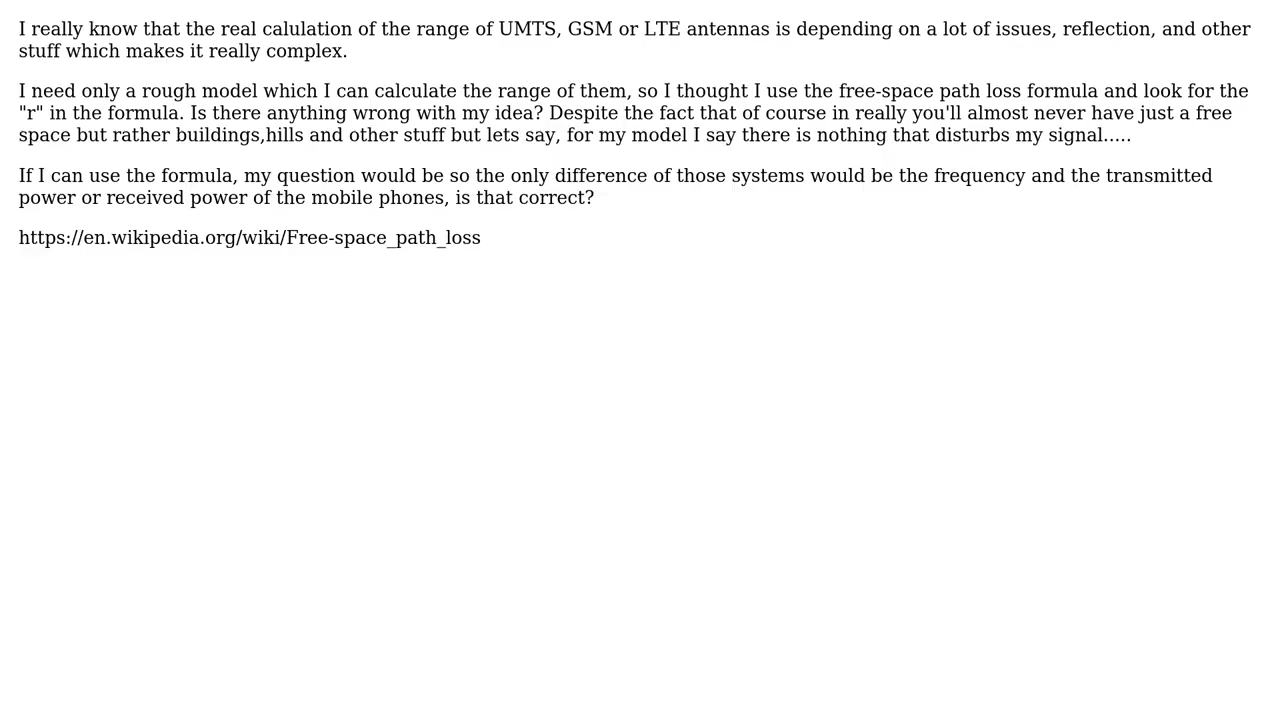 I really know that the real calulation of the range of UMTS, GSM or LTE antennas is depending on a lot of issues, reflection, and other
stuff which makes it really complex.
I need only a rough model which I can calculate the range of them, so I thought I use the free-space path loss formula and look for the
"r" in the formula. Is there anything wrong with my idea? Despite the fact that of course in really you'll almost never have just a free
space but rather buildings,hills and other stuff but lets say, for my model I say there is nothing that disturbs my signal.....
If I can use the formula, my question would be so the only difference of those systems would be the frequency and the transmitted
power or received power of the mobile phones, is that correct?
https://en.wikipedia.org/wiki/Free-space_path_loss